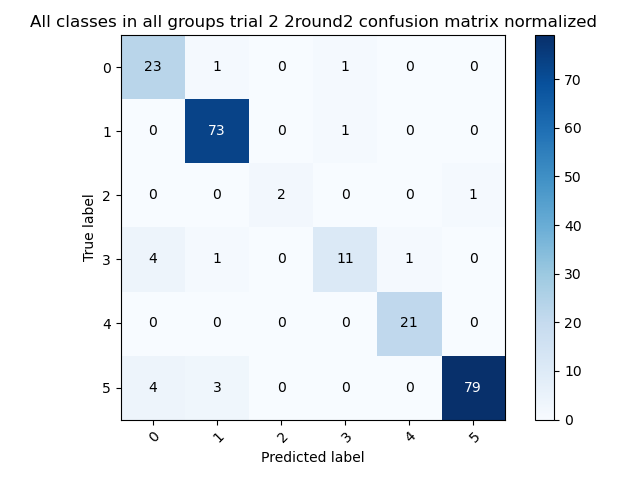 All classes in all groups trial 2 2round2 confusion matrix normalized
0 23 1 0 1 0 0
1 0 73 0 1 0 0
2 0 0 2 0 0 1
3 4 1 0 11 1 0
4 0 0 0 0 21 0
5 4 3 0 0 0 79
0 1 2 3 4 5
True label
Predicted label
70
60
50
40
30
20
10
0